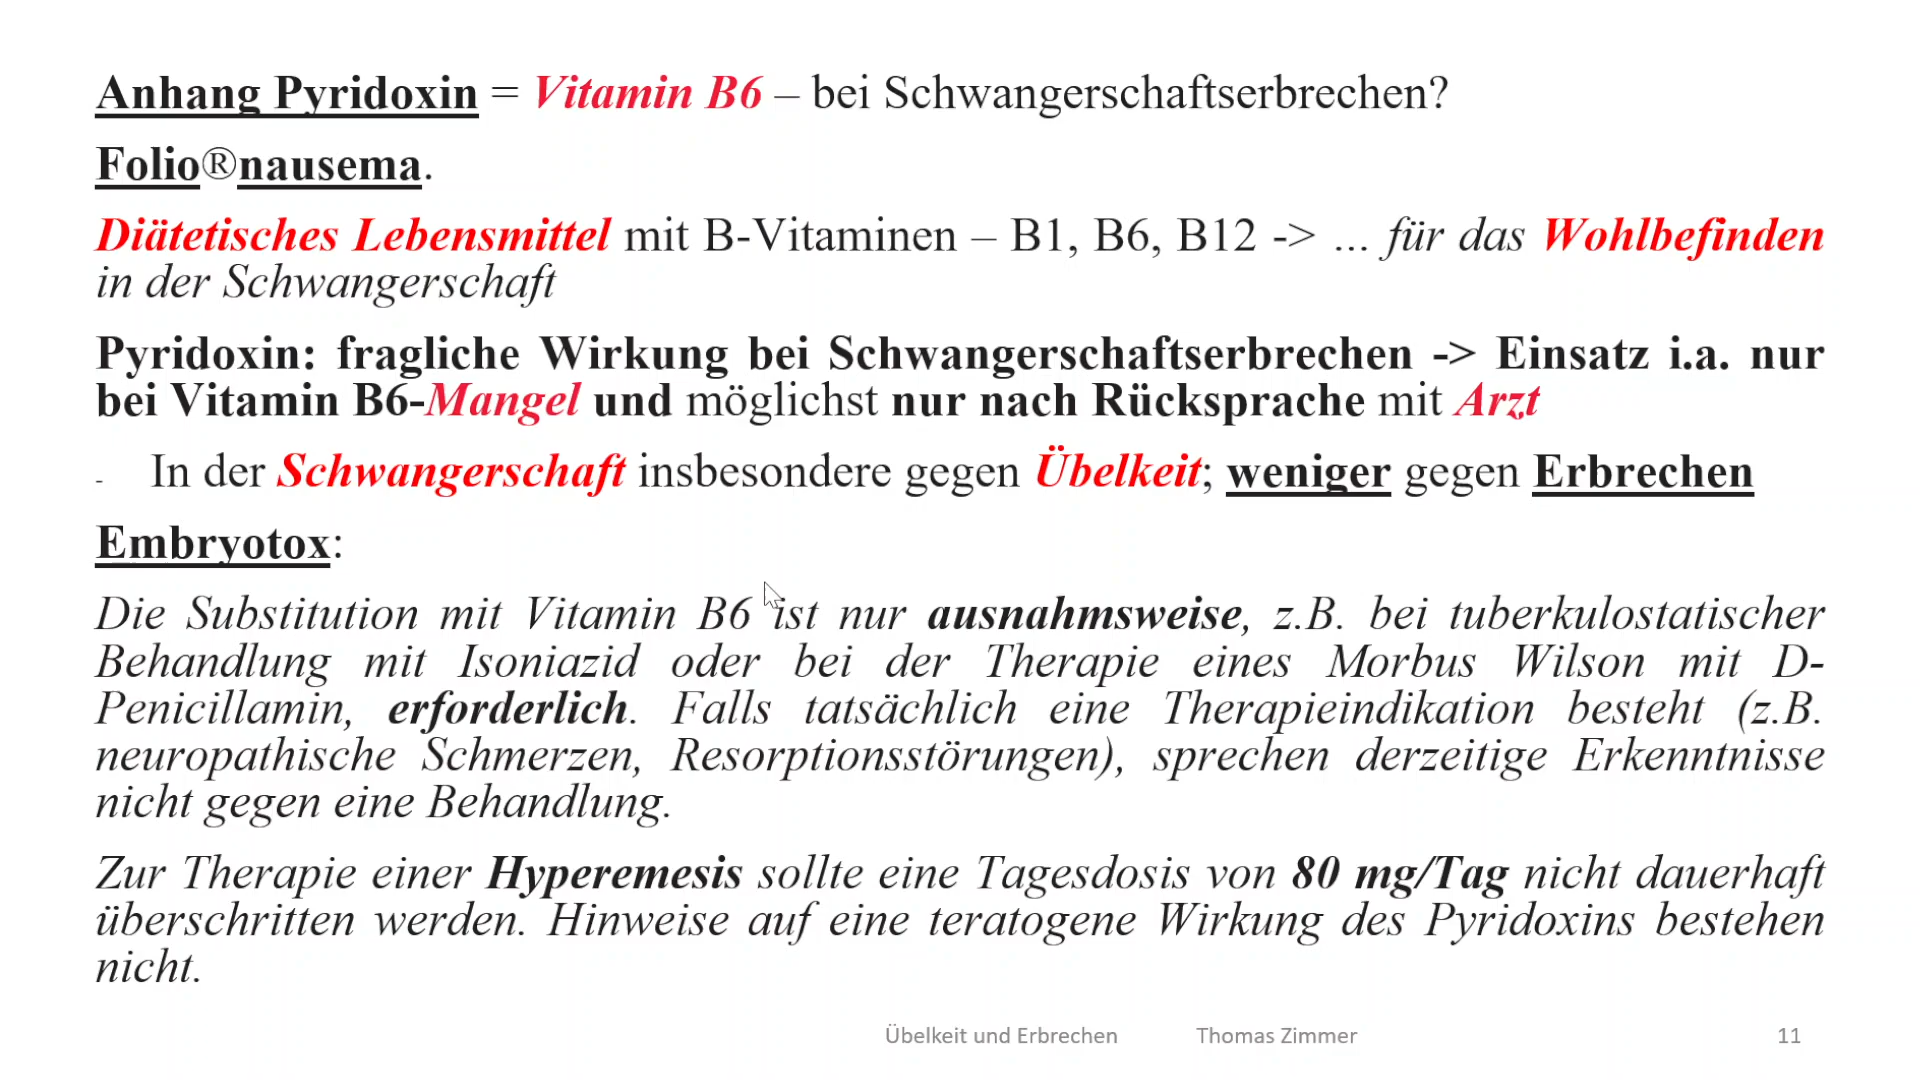 Anhang Pyridoxin = Vitamin B6 – bei Schwangerschaftserbrechen?
Folio®nausema.
Diätetisches Lebensmittel mit B-Vitaminen – B1, B6, B12 -> ... für das Wohlbefinden
in der Schwangerschaft
Pyridoxin: fragliche Wirkung bei Schwangerschaftserbrechen -> Einsatz i.a. nur
bei Vitamin B6-Mangel und möglichst nur nach Rücksprache mit Arzt
- In der Schwangerschaft insbesondere gegen Übelkeit; weniger gegen Erbrechen
Embryotox:
Die Substitution mit Vitamin B6 ist nur ausnahmsweise, z.B. bei tuberkulostatischer
Behandlung mit Isoniazid oder bei der Therapie eines Morbus Wilson mit D-
Penicillamin, erforderlich. Falls tatsächlich eine Therapieindikation besteht (z.B.
neuropathische Schmerzen, Resorptionsstörungen), sprechen derzeitige Erkenntnisse
nicht gegen eine Behandlung.
Zur Therapie einer Hyperemesis sollte eine Tagesdosis von 80 mg/Tag nicht dauerhaft
überschritten werden. Hinweise auf eine teratogene Wirkung des Pyridoxins bestehen
nicht.
Übelkeit und Erbrechen Thomas Zimmer 11